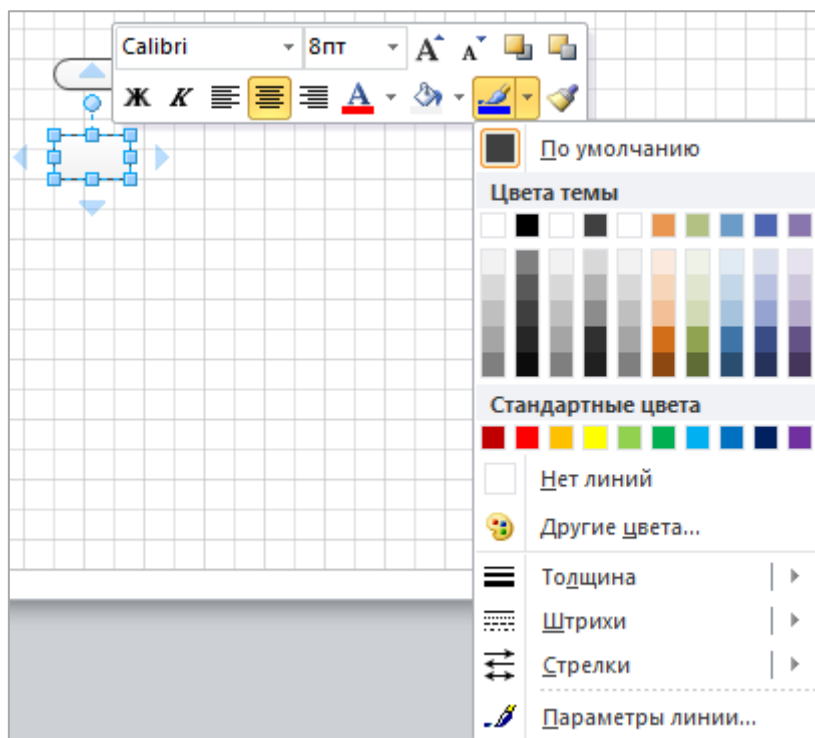 Calibri 8пт A A
Ж К A
По умолчанию
Цвета темы
Стандартные цвета
Нет линий
Другие цвета...
Толщина
Штрихи
Стрелки
Параметры линии...